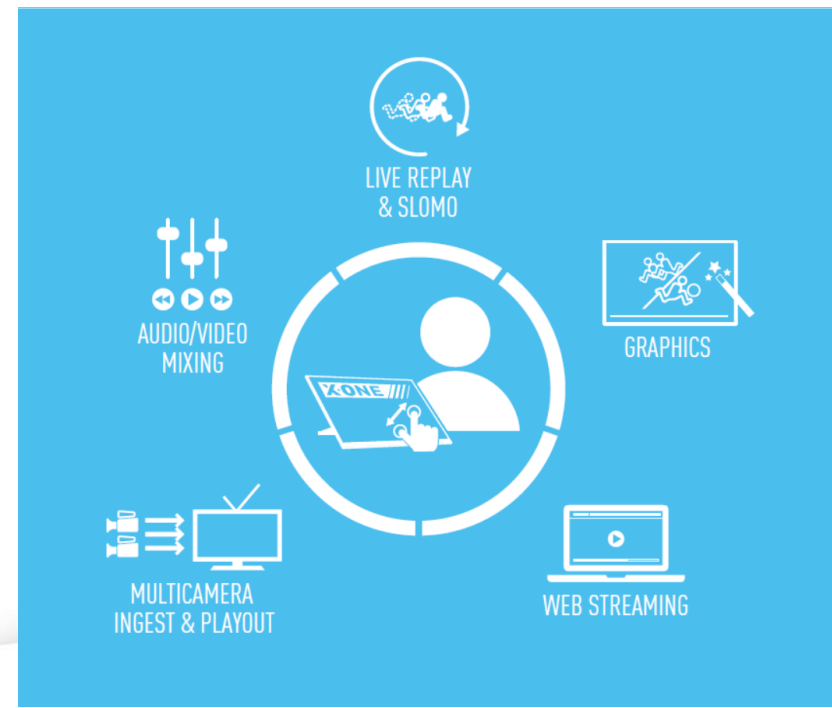 LIVE REPLAY
& SLOMO
AUDIO/VIDEO
MIXING
GRAPHICS
X-ONE
MULTICAMERA
INGEST & PLAYOUT
WEB STREAMING